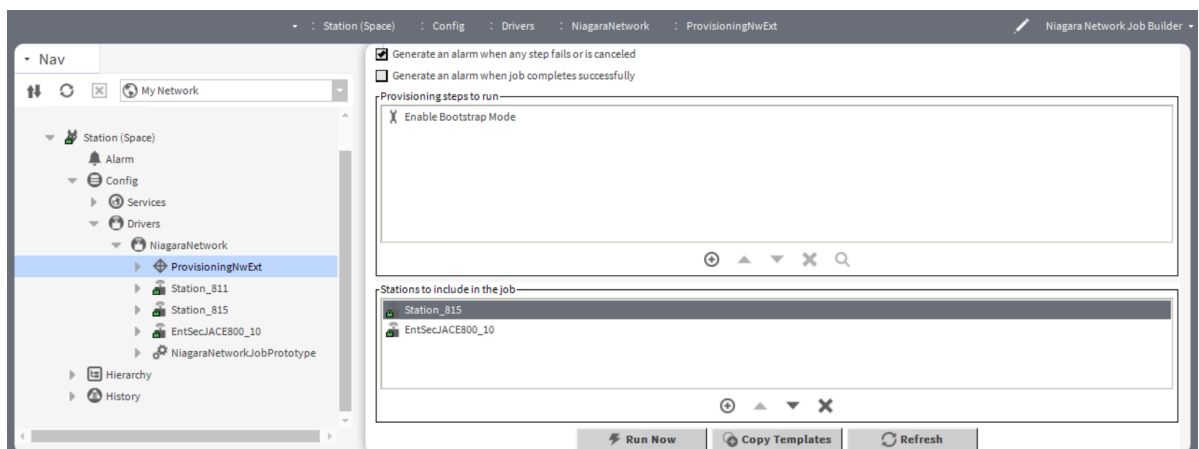 : Station (Space) : Config : Drivers : NiagaraNetwork : ProvisioningNwExt Niagara Network Job Builder
Nav
My Network
Station (Space)
Alarm
Config
Services
Drivers
NiagaraNetwork
ProvisioningNwExt
Station_811
Station_815
EntSecJACE800_10
NiagaraNetworkJobPrototype
Hierarchy
History
Generate an alarm when any step fails or is canceled
Generate an alarm when job completes successfully
Provisioning steps to run
Enable Bootstrap Mode
Stations to include in the job
Station_815
EntSecJACE800_10
Run Now Copy Templates Refresh